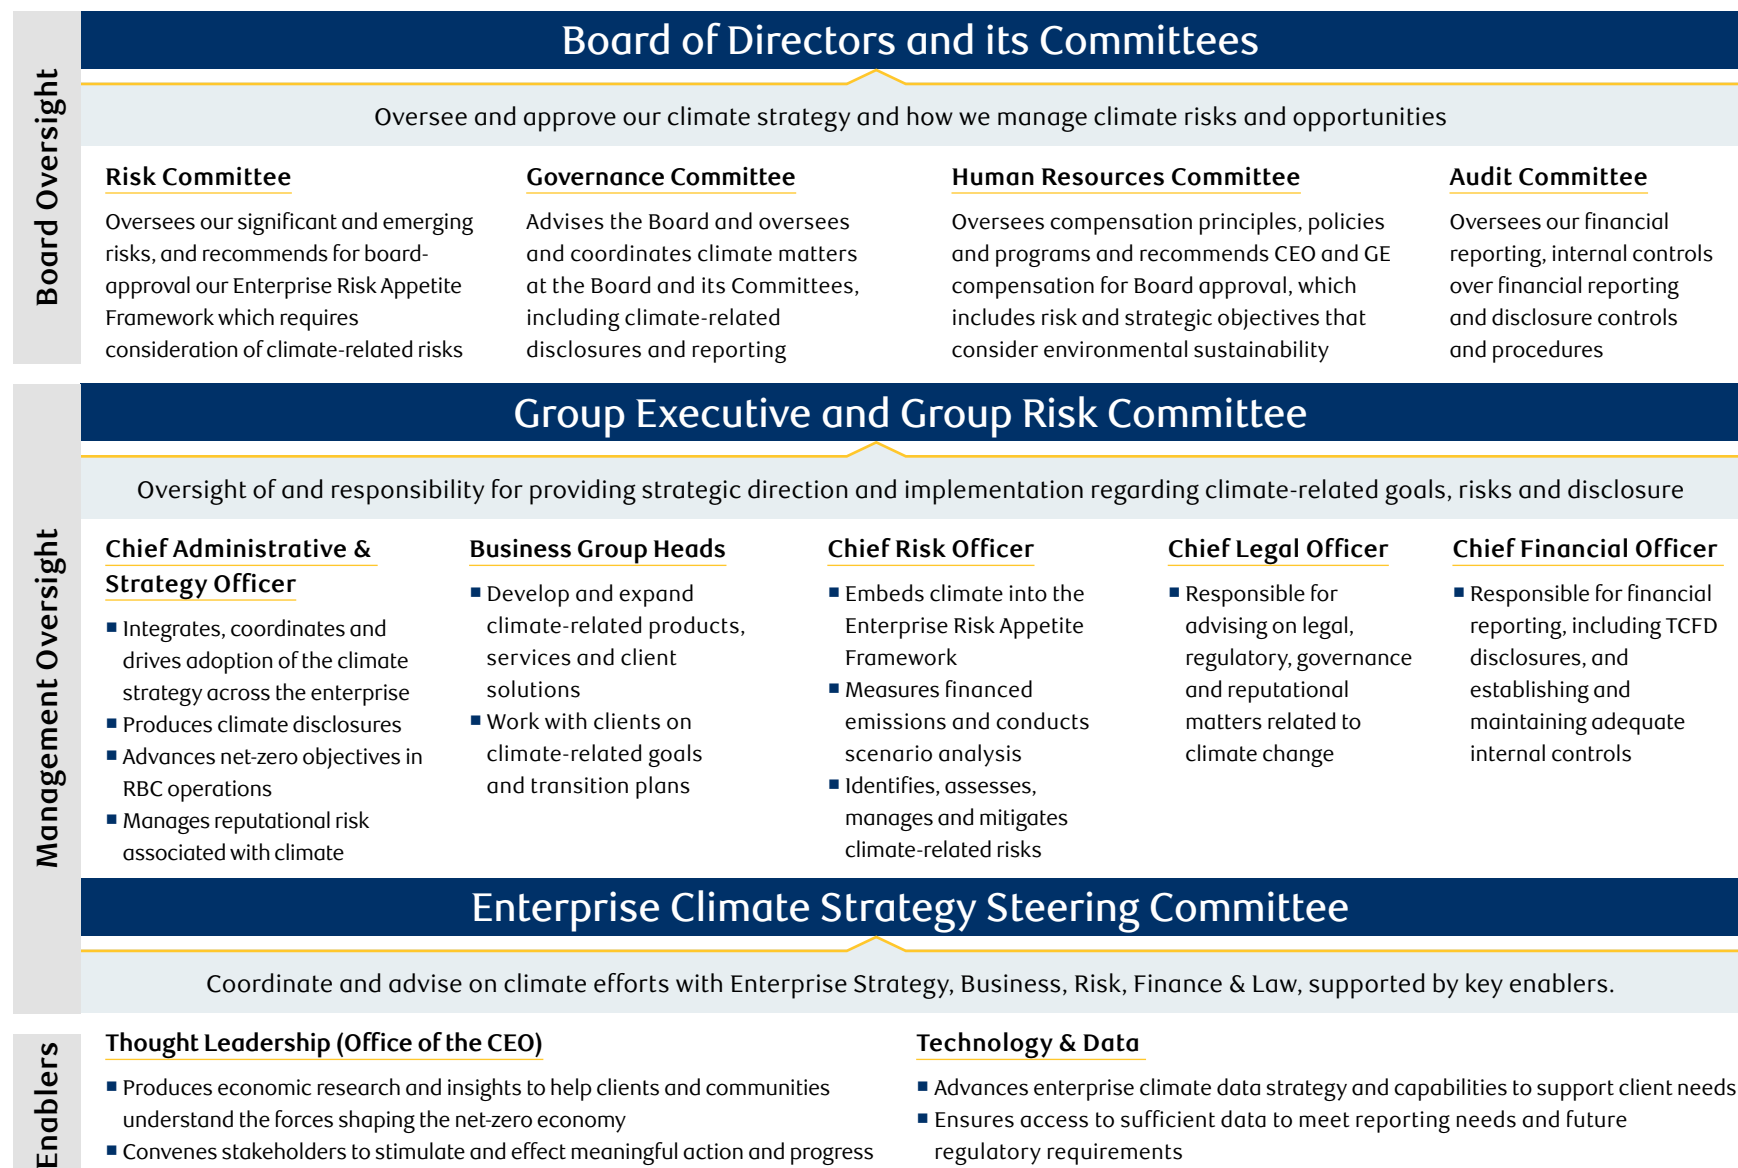 Board Oversight
Board of Directors and its Committees
Oversee and approve our climate strategy and how we manage climate risks and opportunities
Risk Committee
Oversees our significant and emerging
risks, and recommends for board-
approval our Enterprise Risk Appetite
Framework which requires
consideration of climate-related risks
Governance Committee
Advises the Board and oversees
and coordinates climate matters
at the Board and its Committees,
including climate-related
disclosures and reporting
Human Resources Committee
Oversees compensation principles, policies
and programs and recommends CEO and GE
compensation for Board approval, which
includes risk and strategic objectives that
consider environmental sustainability
Audit Committee
Oversees our financial
reporting, internal controls
over financial reporting
and disclosure controls
and procedures
Management Oversight
Group Executive and Group Risk Committee
Oversight of and responsibility for providing strategic direction and implementation regarding climate-related goals, risks and disclosure
Chief Administrative &
Strategy Officer
■ Integrates, coordinates and
drives adoption of the climate
strategy across the enterprise
■ Produces climate disclosures
■ Advances net-zero objectives in
RBC operations
■ Manages reputational risk
associated with climate
Business Group Heads
■ Develop and expand
climate-related products,
services and client
solutions
■ Work with clients on
climate-related goals
and transition plans
Chief Risk Officer
■ Embeds climate into the
Enterprise Risk Appetite
Framework
■ Measures financed
emissions and conducts
scenario analysis
■ Identifies, assesses,
manages and mitigates
climate-related risks
Chief Legal Officer
■ Responsible for
advising on legal,
regulatory, governance
and reputational
matters related to
climate change
Chief Financial Officer
■ Responsible for financial
reporting, including TCFD
disclosures, and
establishing and
maintaining adequate
internal controls
Enterprise Climate Strategy Steering Committee
Coordinate and advise on climate efforts with Enterprise Strategy, Business, Risk, Finance & Law, supported by key enablers.
Enablers
Thought Leadership (Office of the CEO)
■ Produces economic research and insights to help clients and communities
understand the forces shaping the net-zero economy
■ Convenes stakeholders to stimulate and effect meaningful action and progress
Technology & Data
■ Advances enterprise climate data strategy and capabilities to support client needs
■ Ensures access to sufficient data to meet reporting needs and future
regulatory requirements